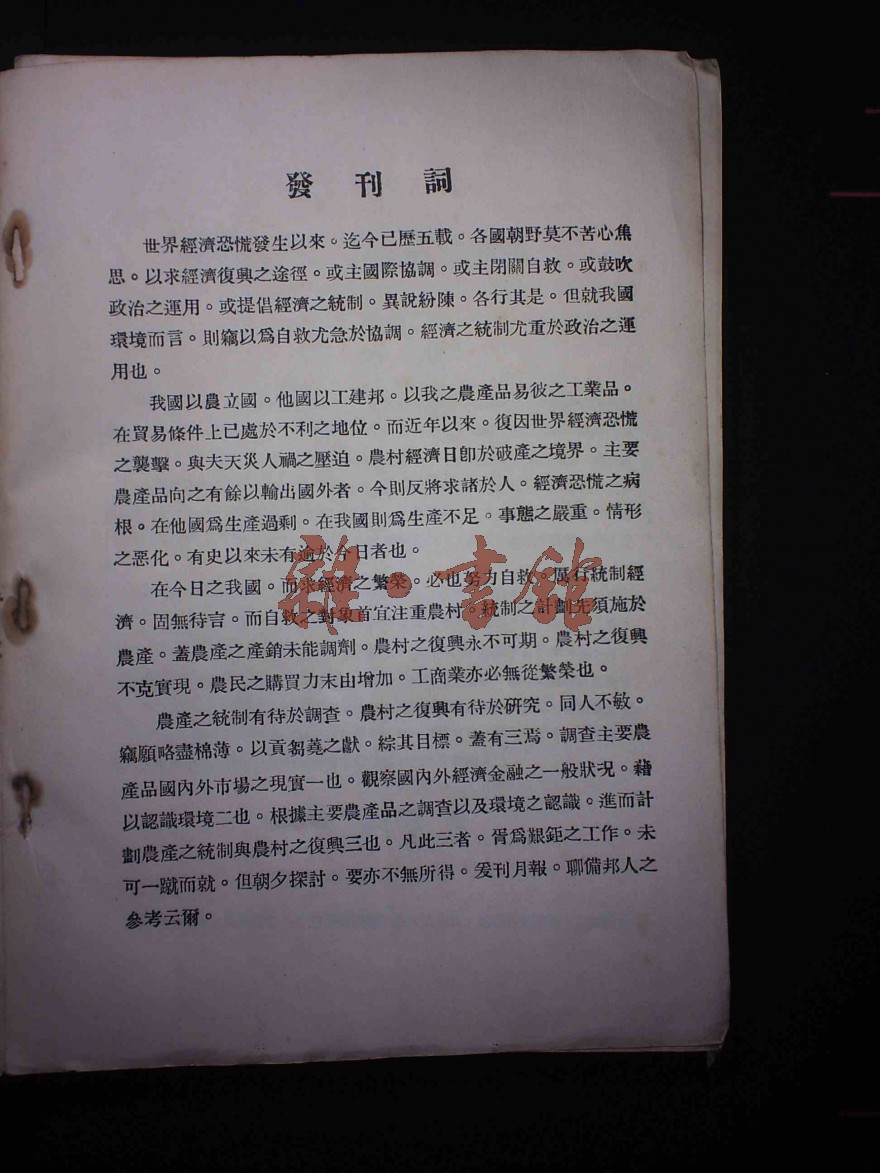 發刊詞
世界經濟恐慌發生以來。迄今已歷五載。各國朝野莫不苦心焦
思。以求經濟復興之途徑。或主國際協調。或主閉關自救。或鼓吹
政治之運用。或提倡經濟之統制。異說紛陳。各行其是。但就我國
環境而言。則竊以爲自救尤急於協調。經濟之統制尤重於政治之運
用也。
我國以農立國。他國以工建邦。以我之農產品易彼之工業品。
在貿易條件上已處於不利之地位。而近年以來。復因世界經濟恐慌
之襲擊。與夫天災人禍之壓迫。農村經濟日卽於破產之境界。主要
農產品向之有餘以輸出國外者。今則反將求諸於人。經濟恐慌之病
根。在他國爲生產過剩。在我國則爲生產不足。事態之嚴重。情形
之惡化。有史以來未有逾於今日者也。
在今日之我國。而求經濟之繁榮。必也努力自救。厲行統制經
濟。固無待言。而自救之對象首宜注重農村。統制之計劃先須施於
農產。蓋農產之產銷未能調劑。農村之復興永不可期。農村之復興
不克實現。農民之購買力末由增加。工商業亦必無從繁榮也。
農產之統制有待於調查。農村之復興有待於研究。同人不敏。
竊願略盡棉薄。以貢芻蕘之獻。綜其目標。蓋有三焉。調查主要農
產品國內外市場之現實一也。觀察國內外經濟金融之一般狀况。藉
以認識環境二也。根據主要農產品之調查以及環境之認識。進而計
劃農產之統制與農村之復興三也。凡此三者。胥爲艱鉅之工作。未
可一蹴而就。但朝夕探討。要亦不無所得。爰刊月報。聊備邦人之
參考云爾。
雜·書館